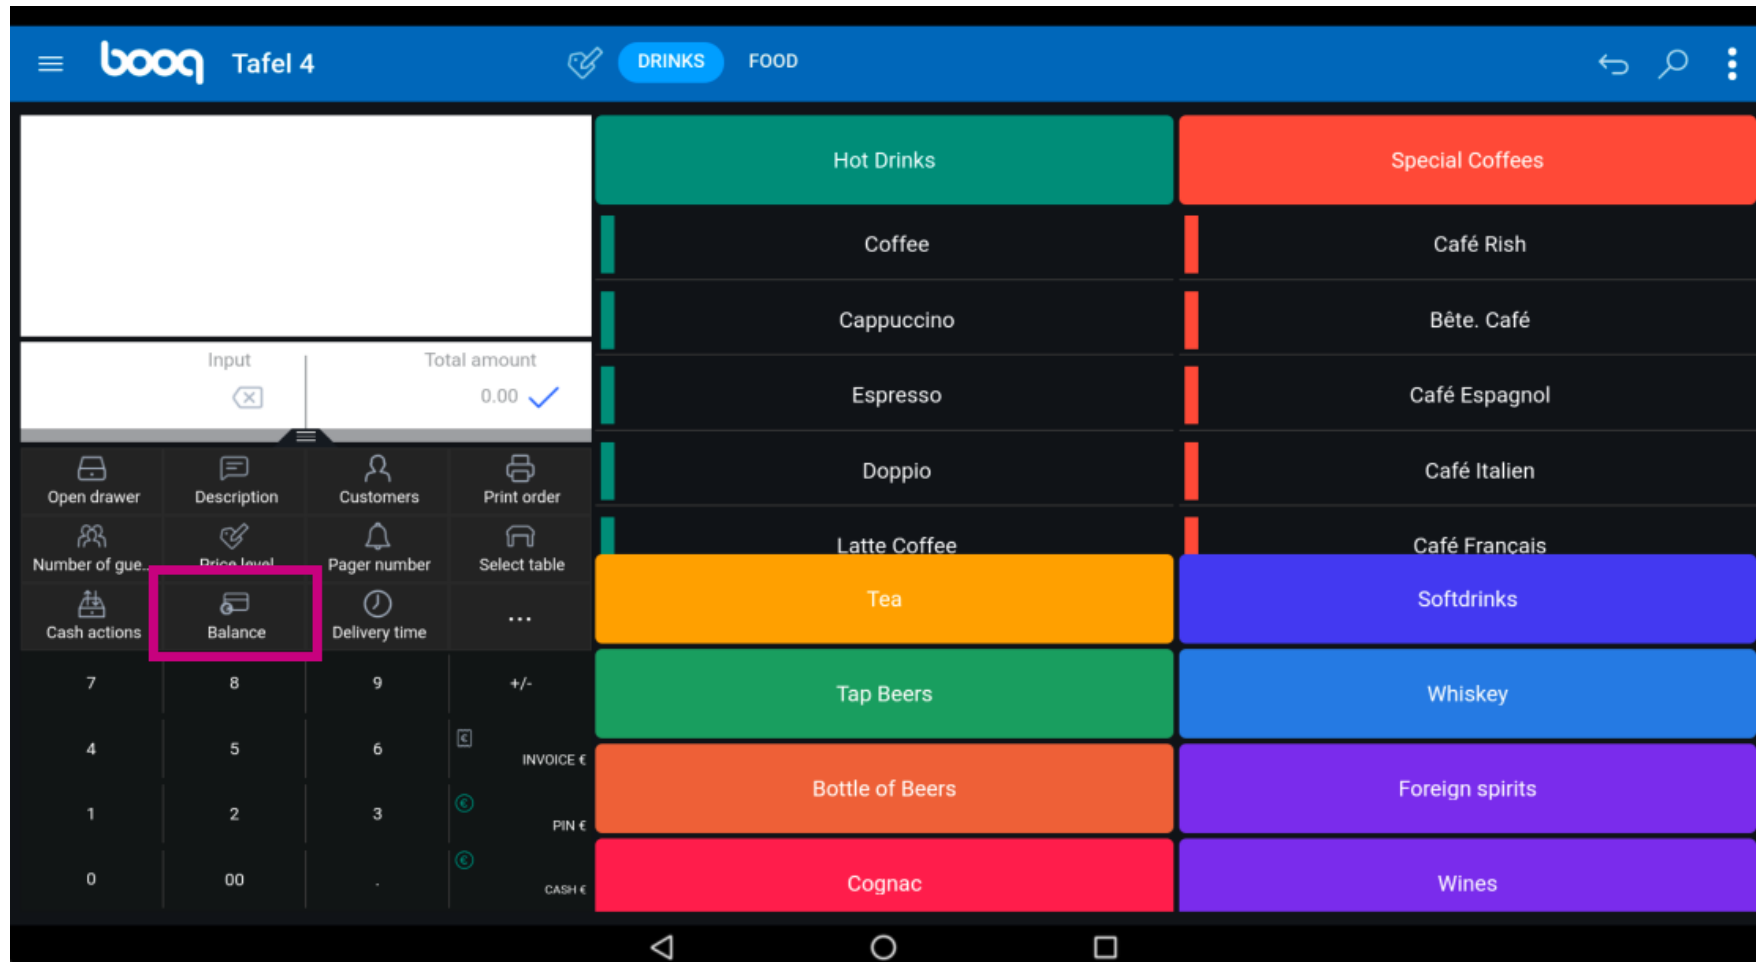 booq Tafel 4 DRINKS FOOD
Hot Drinks Special Coffees
Coffee Café Rish
Cappuccino Bête. Café
Input Total amount
0.00
Espresso Café Espagnol
Doppio Café Italien
Open drawer Description Customers Print order
Latte Coffee Café Français
Number of gue.. Price level Pager number Select table
Tea Softdrinks
Cash actions Balance Delivery time ...
7 8 9 +/-
Tap Beers Whiskey
4 5 6 € INVOICE €
Bottle of Beers Foreign spirits
1 2 3 € PIN €
0 00 . € CASH €
Cognac Wines